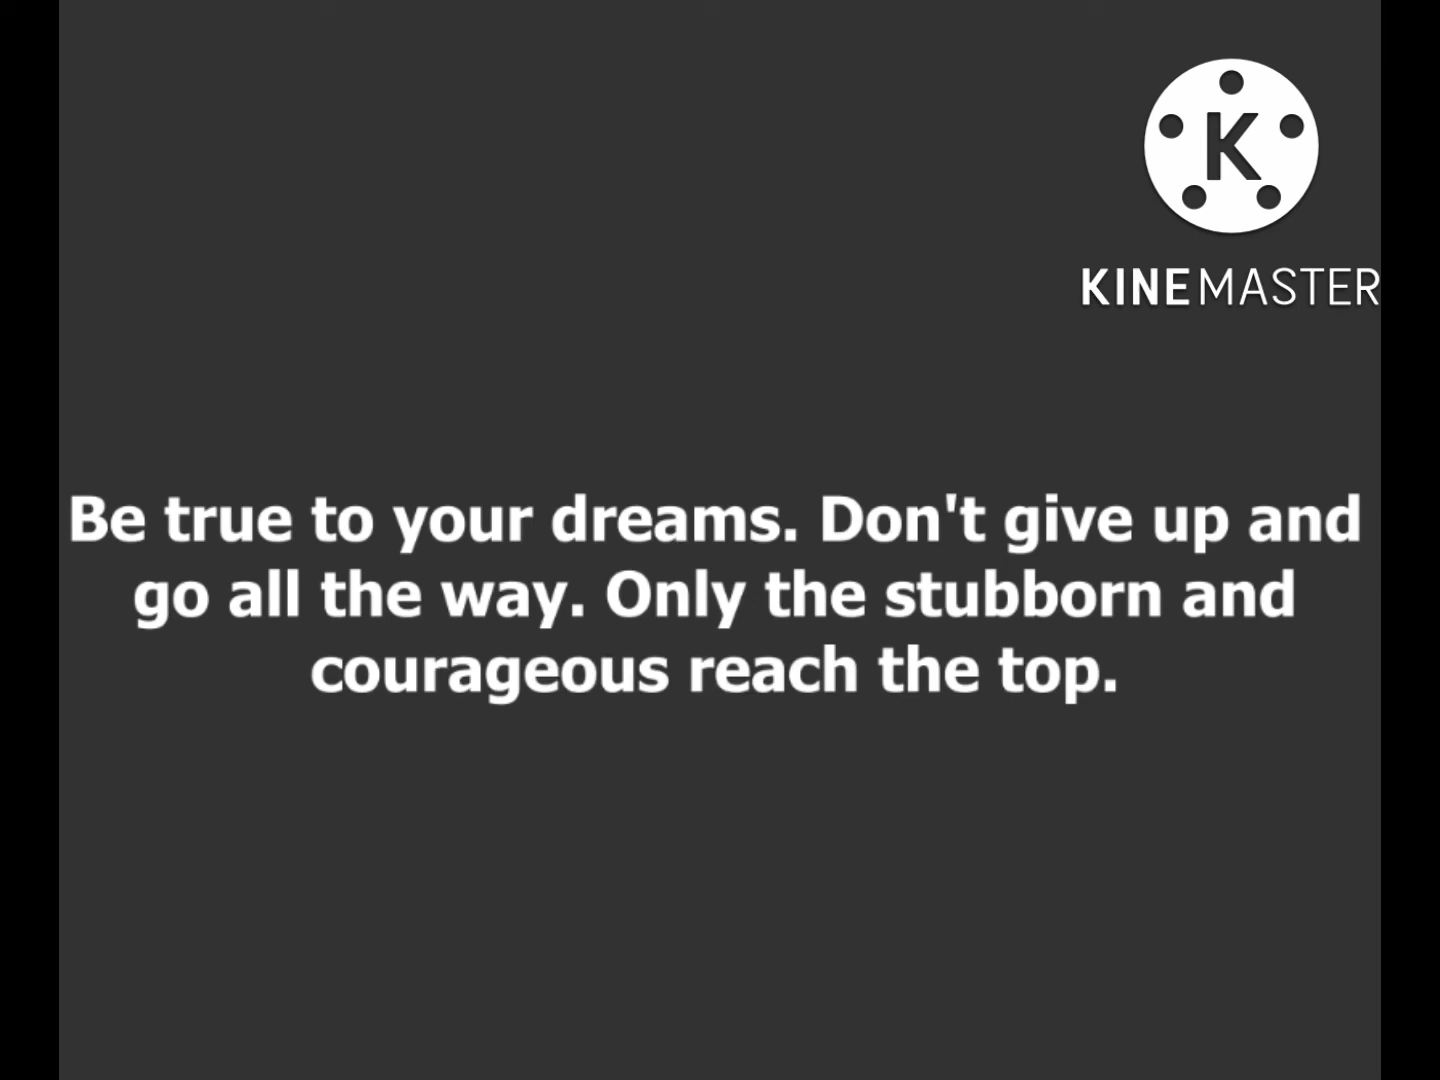 K
KINEMASTER
Be true to your dreams. Don't give up and
go all the way. Only the stubborn and
courageous reach the top.